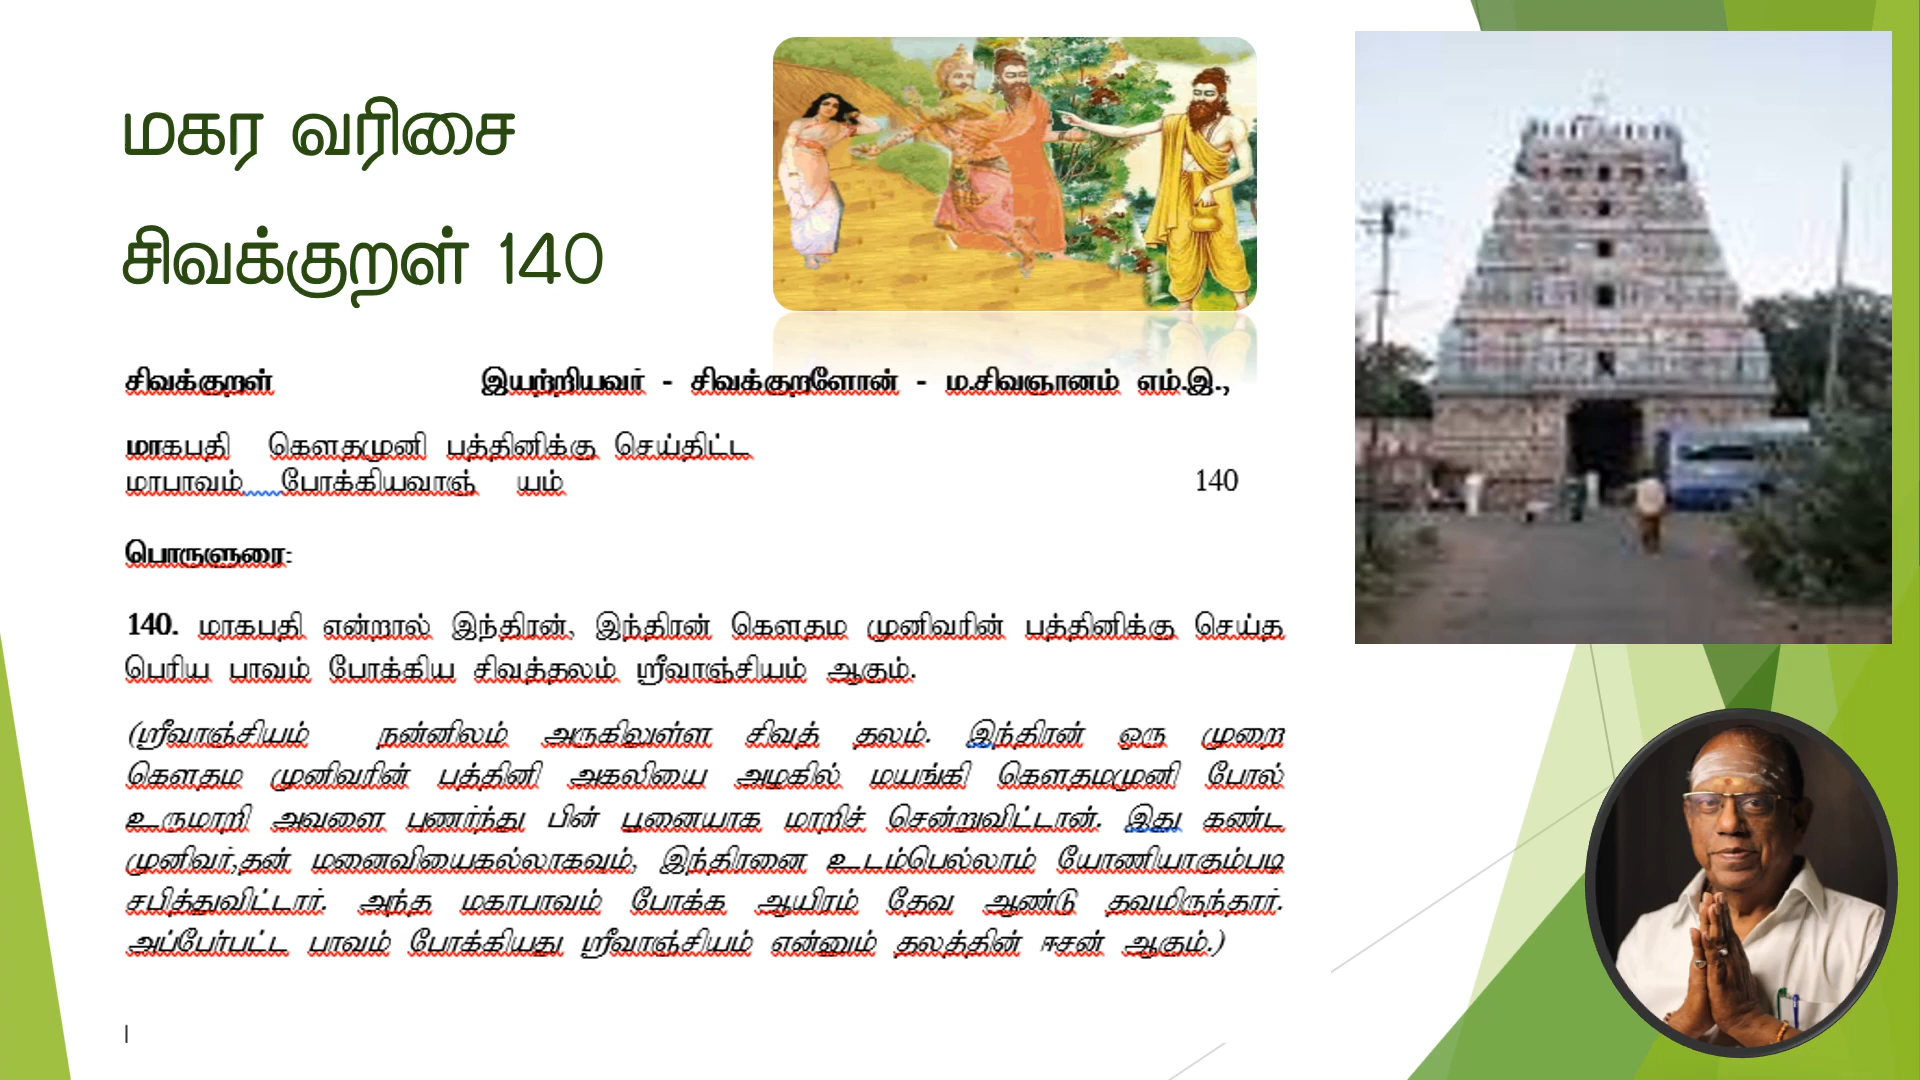 மகர வரிசை
சிவக்குறள் 140
சிவக்குறள் இயற்றியவர் - சிவக்குறளோன் - ம.சிவஞானம் எம்.இ.,
மாகபதி கௌதமுனி பத்தினிக்கு செய்திட்ட
மாபாவம் போக்கியவாஞ் யம் 140
பொருளுரை:
140. மாகபதி என்றால் இந்திரன், இந்திரன் கௌதம முனிவரின் பத்தினிக்கு செய்த
பெரிய பாவம் போக்கிய சிவத்தலம் ஸ்ரீவாஞ்சியம் ஆகும்.
(ஸ்ரீவாஞ்சியம் நன்னிலம் அருகிலுள்ள சிவத் தலம். இந்திரன் ஒரு முறை
கௌதம முனிவரின் பத்தினி அகலியை அழகில் மயங்கி கௌதமமுனி போல்
உருமாறி அவளை புணர்ந்து பின் பூனையாக மாறிச் சென்றுவிட்டான். இது கண்ட
முனிவர்,தன் மனைவியைகல்லாகவும், இந்திரனை உடம்பெல்லாம் யோணியாகும்படி
சபித்துவிட்டார். அந்த மகாபாவம் போக்க ஆயிரம் தேவ ஆண்டு தவமிருந்தார்.
அப்பேர்பட்ட பாவம் போக்கியது ஸ்ரீவாஞ்சியம் என்னும் தலத்தின் ஈசன் ஆகும்.)